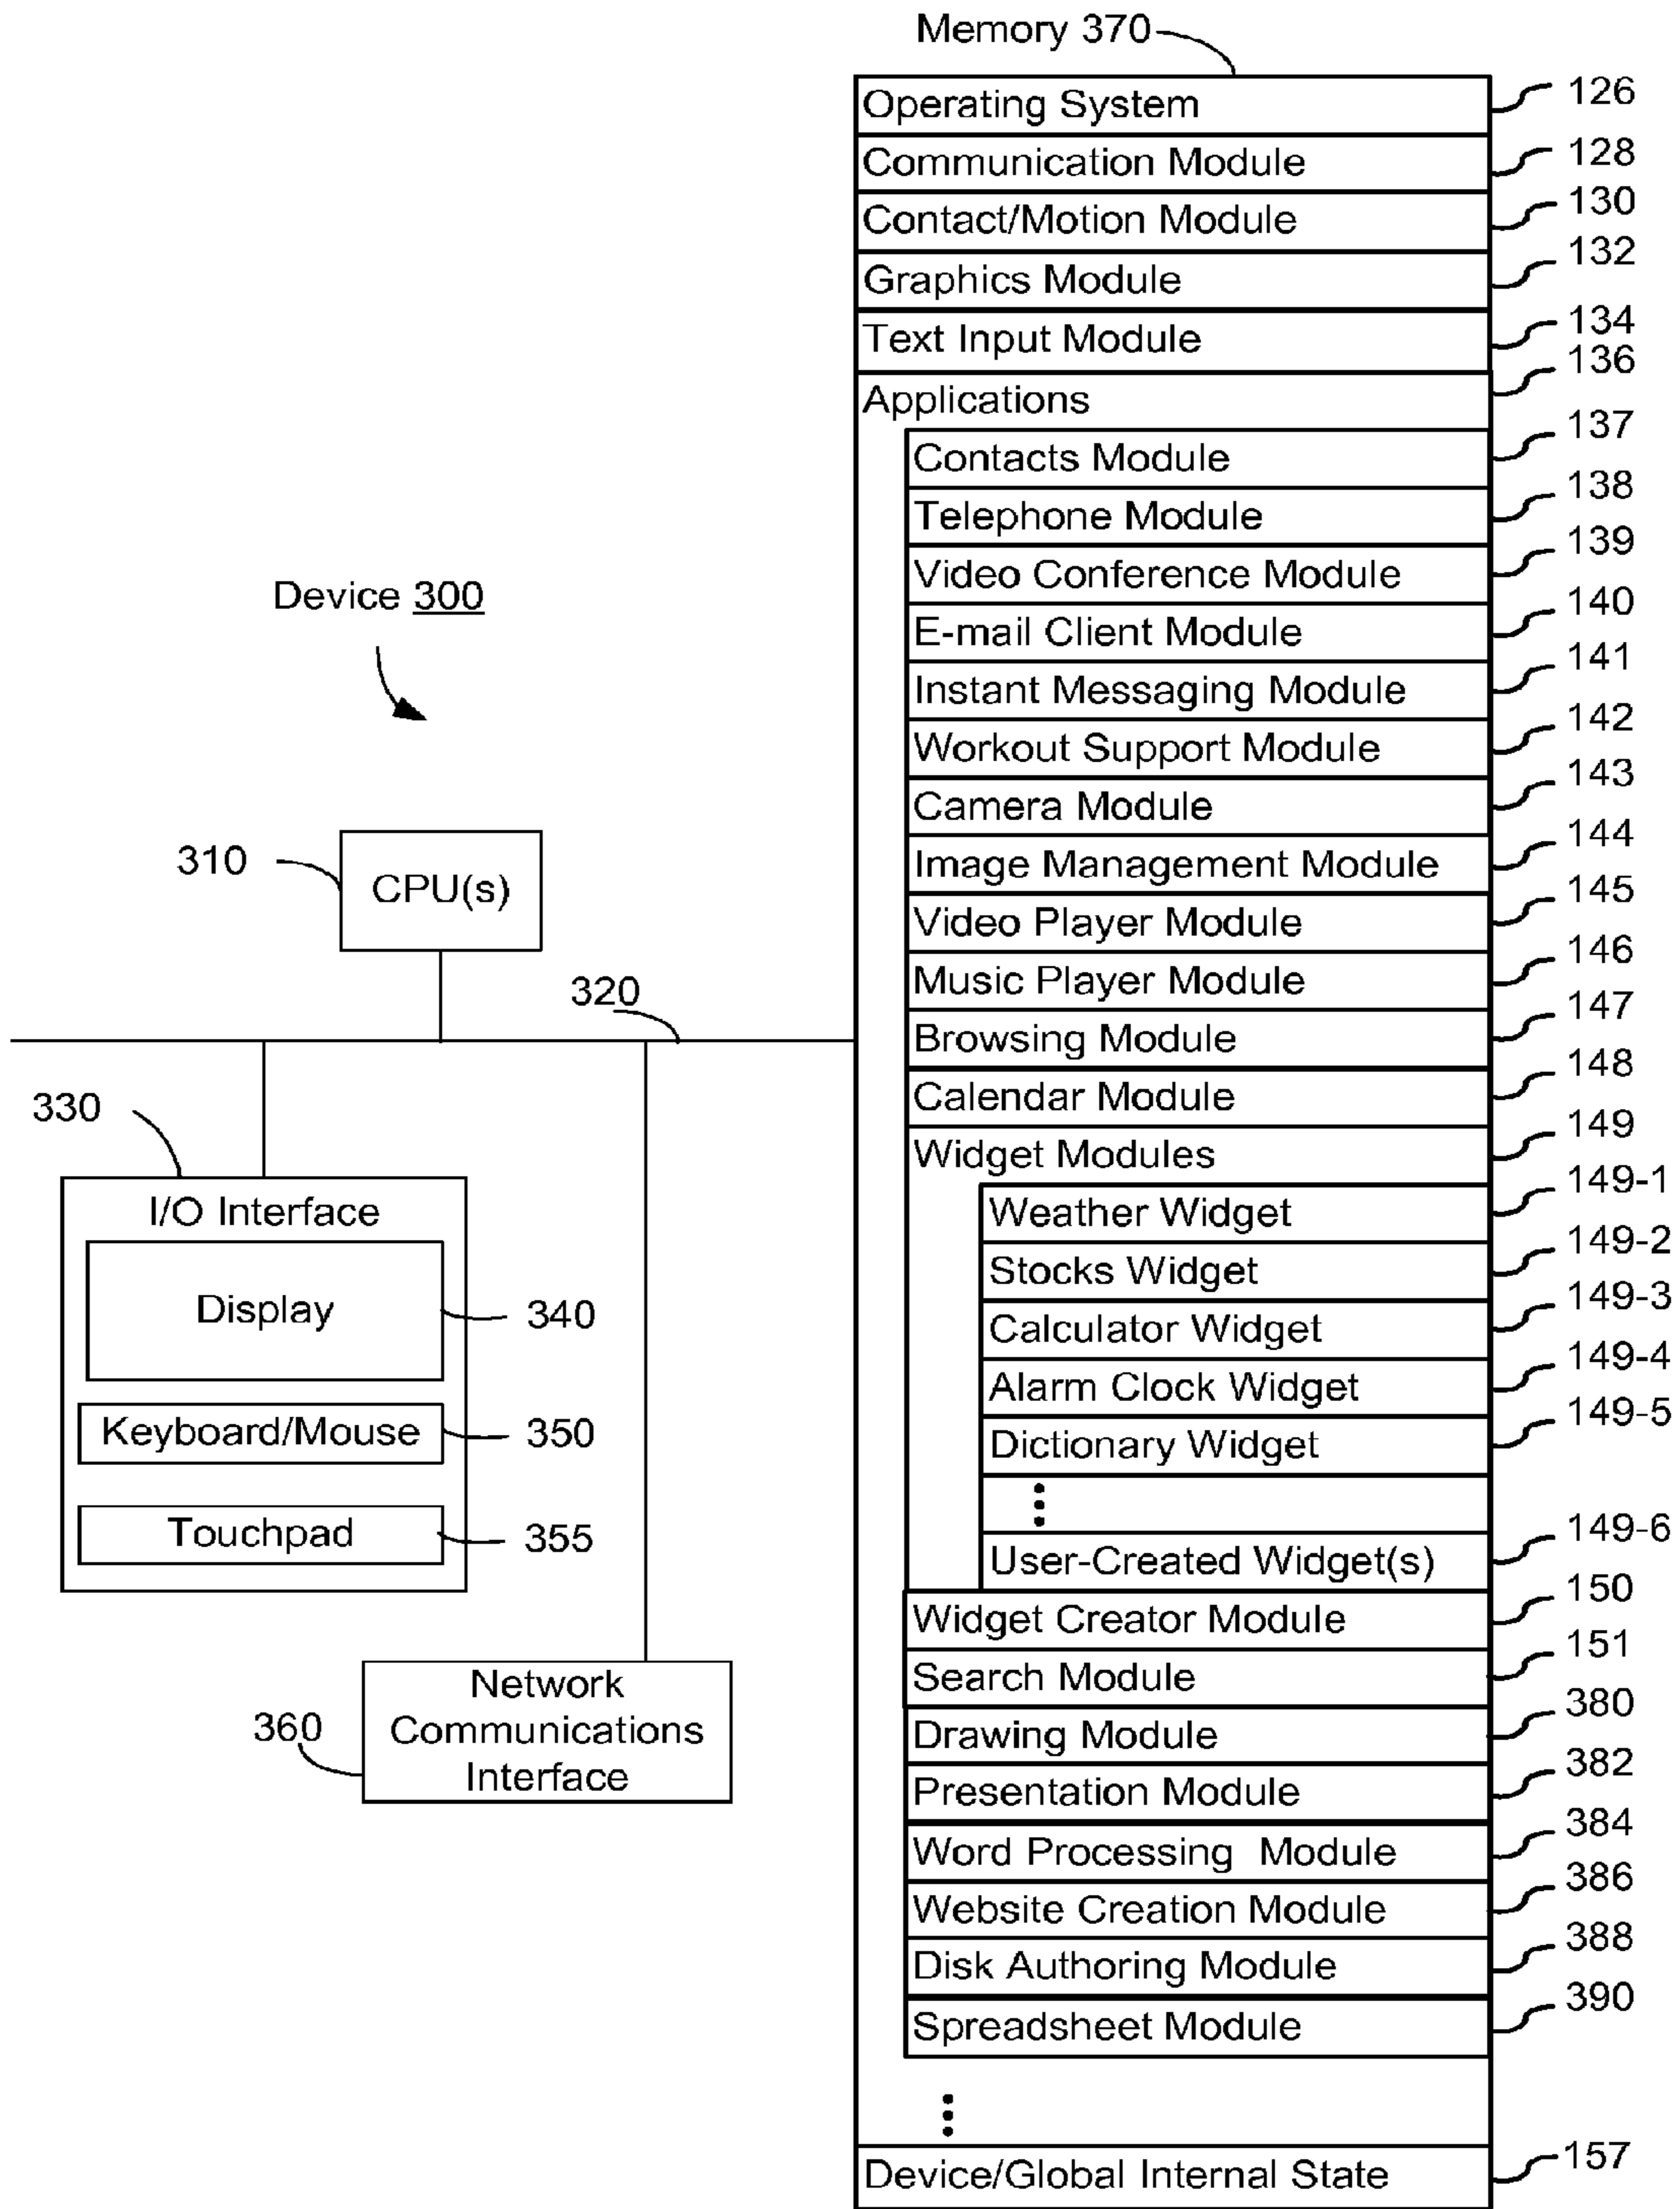 Memory 370
Operating System 126
Communication Module 128
Contact/Motion Module 130
Graphics Module 132
Text Input Module 134
Applications 136
Contacts Module 137
Telephone Module 138
Video Conference Module 139
E-mail Client Module 140
Instant Messaging Module 141
Workout Support Module 142
Camera Module 143
Image Management Module 144
Video Player Module 145
Music Player Module 146
Browsing Module 147
Calendar Module 148
Widget Modules 149
Weather Widget 149-1
Stocks Widget 149-2
Calculator Widget 149-3
Alarm Clock Widget 149-4
Dictionary Widget 149-5
User-Created Widget(s) 149-6
Widget Creator Module 150
Search Module 151
Drawing Module 380
Presentation Module 382
Word Processing Module 384
Website Creation Module 386
Disk Authoring Module 388
Spreadsheet Module 390
Device/Global Internal State 157
Device 300
310 CPU(s)
320
330
I/O Interface
Display 340
Keyboard/Mouse 350
Touchpad 355
360
Network
Communications
Interface